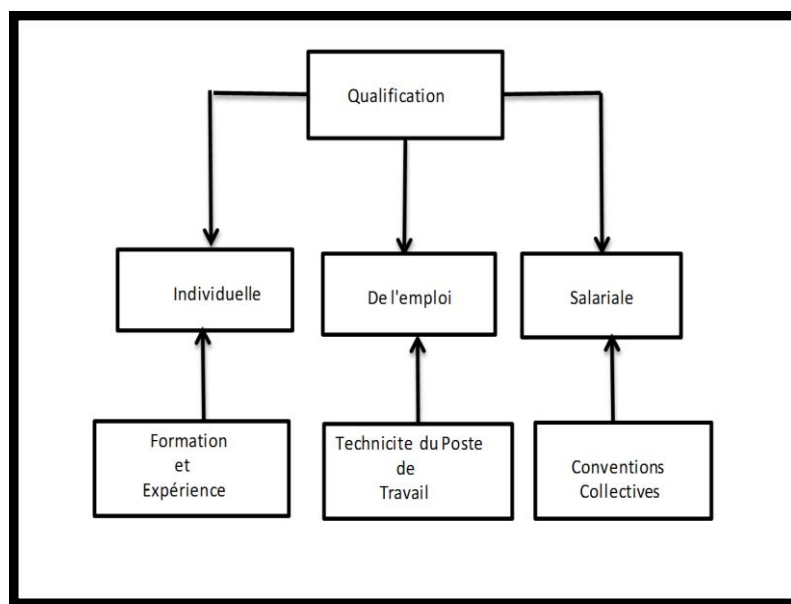 Qualification
Individuelle
De l'emploi
Salariale
Formation
et
Expérience
Technicite du Poste
de
Travail
Conventions
Collectives